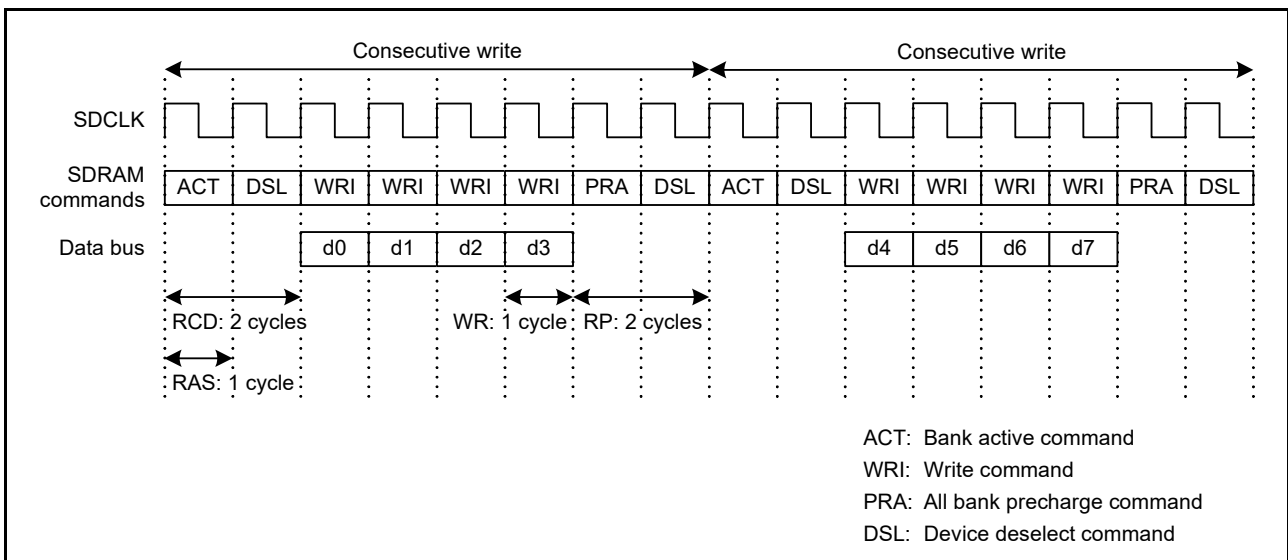 Consecutive write Consecutive write
SDCLK
SDRAM
commands
ACT DSL WRI WRI WRI WRI PRA DSL ACT DSL WRI WRI WRI WRI PRA DSL
Data bus d0 d1 d2 d3 d4 d5 d6 d7
RCD: 2 cycles WR: 1 cycle RP: 2 cycles
RAS: 1 cycle
ACT: Bank active command
WRI: Write command
PRA: All bank precharge command
DSL: Device deselect command